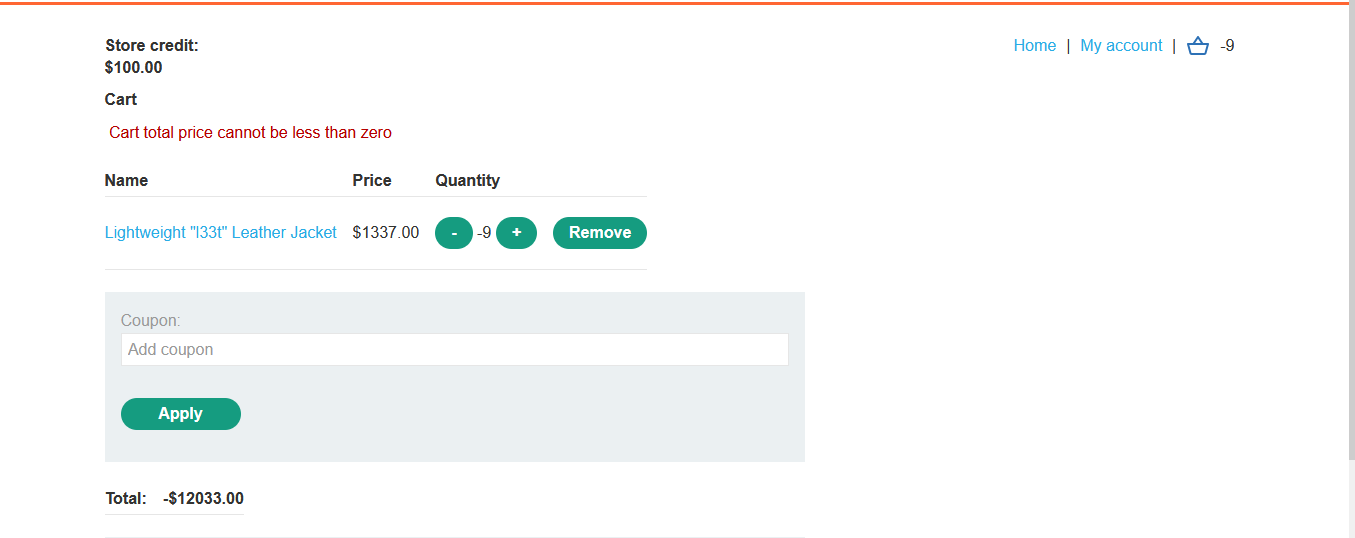 Store credit:
$100.00
Home | My account | -9
Cart
Cart total price cannot be less than zero
Name Price Quantity
Lightweight "l33t" Leather Jacket $1337.00 - -9 + Remove
Coupon:
Add coupon
Apply
Total: -$12033.00